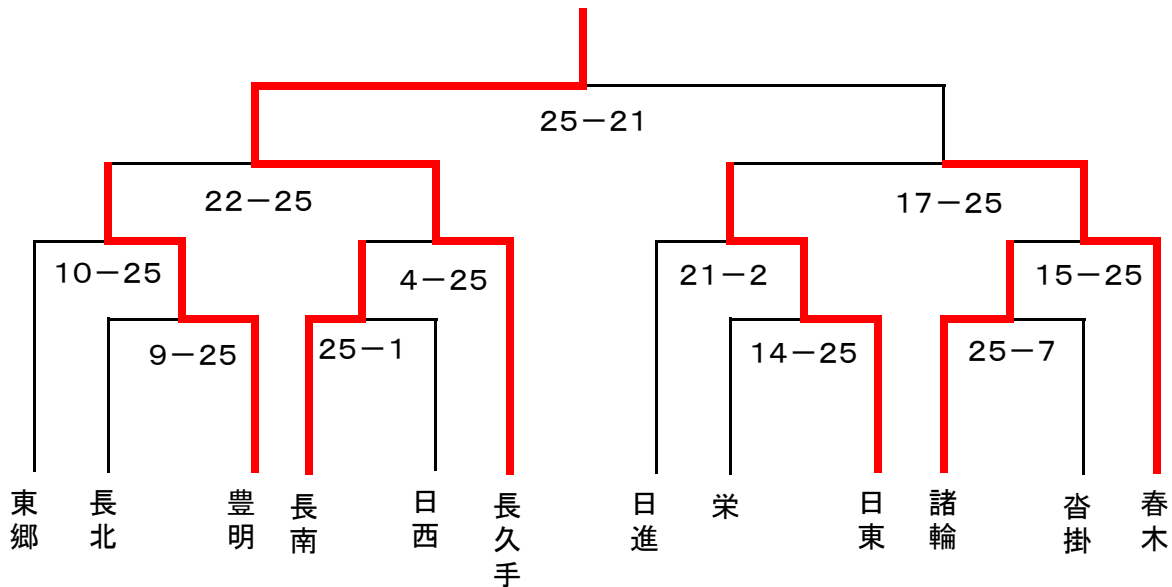 25－21
22－25
17－25
10－25
4－25
21－2
15－25
9－25
25－1
14－25
25－7
東郷
長北
豊明
長南
日西
長久手
日進
栄
日東
諸輪
沓掛
春木